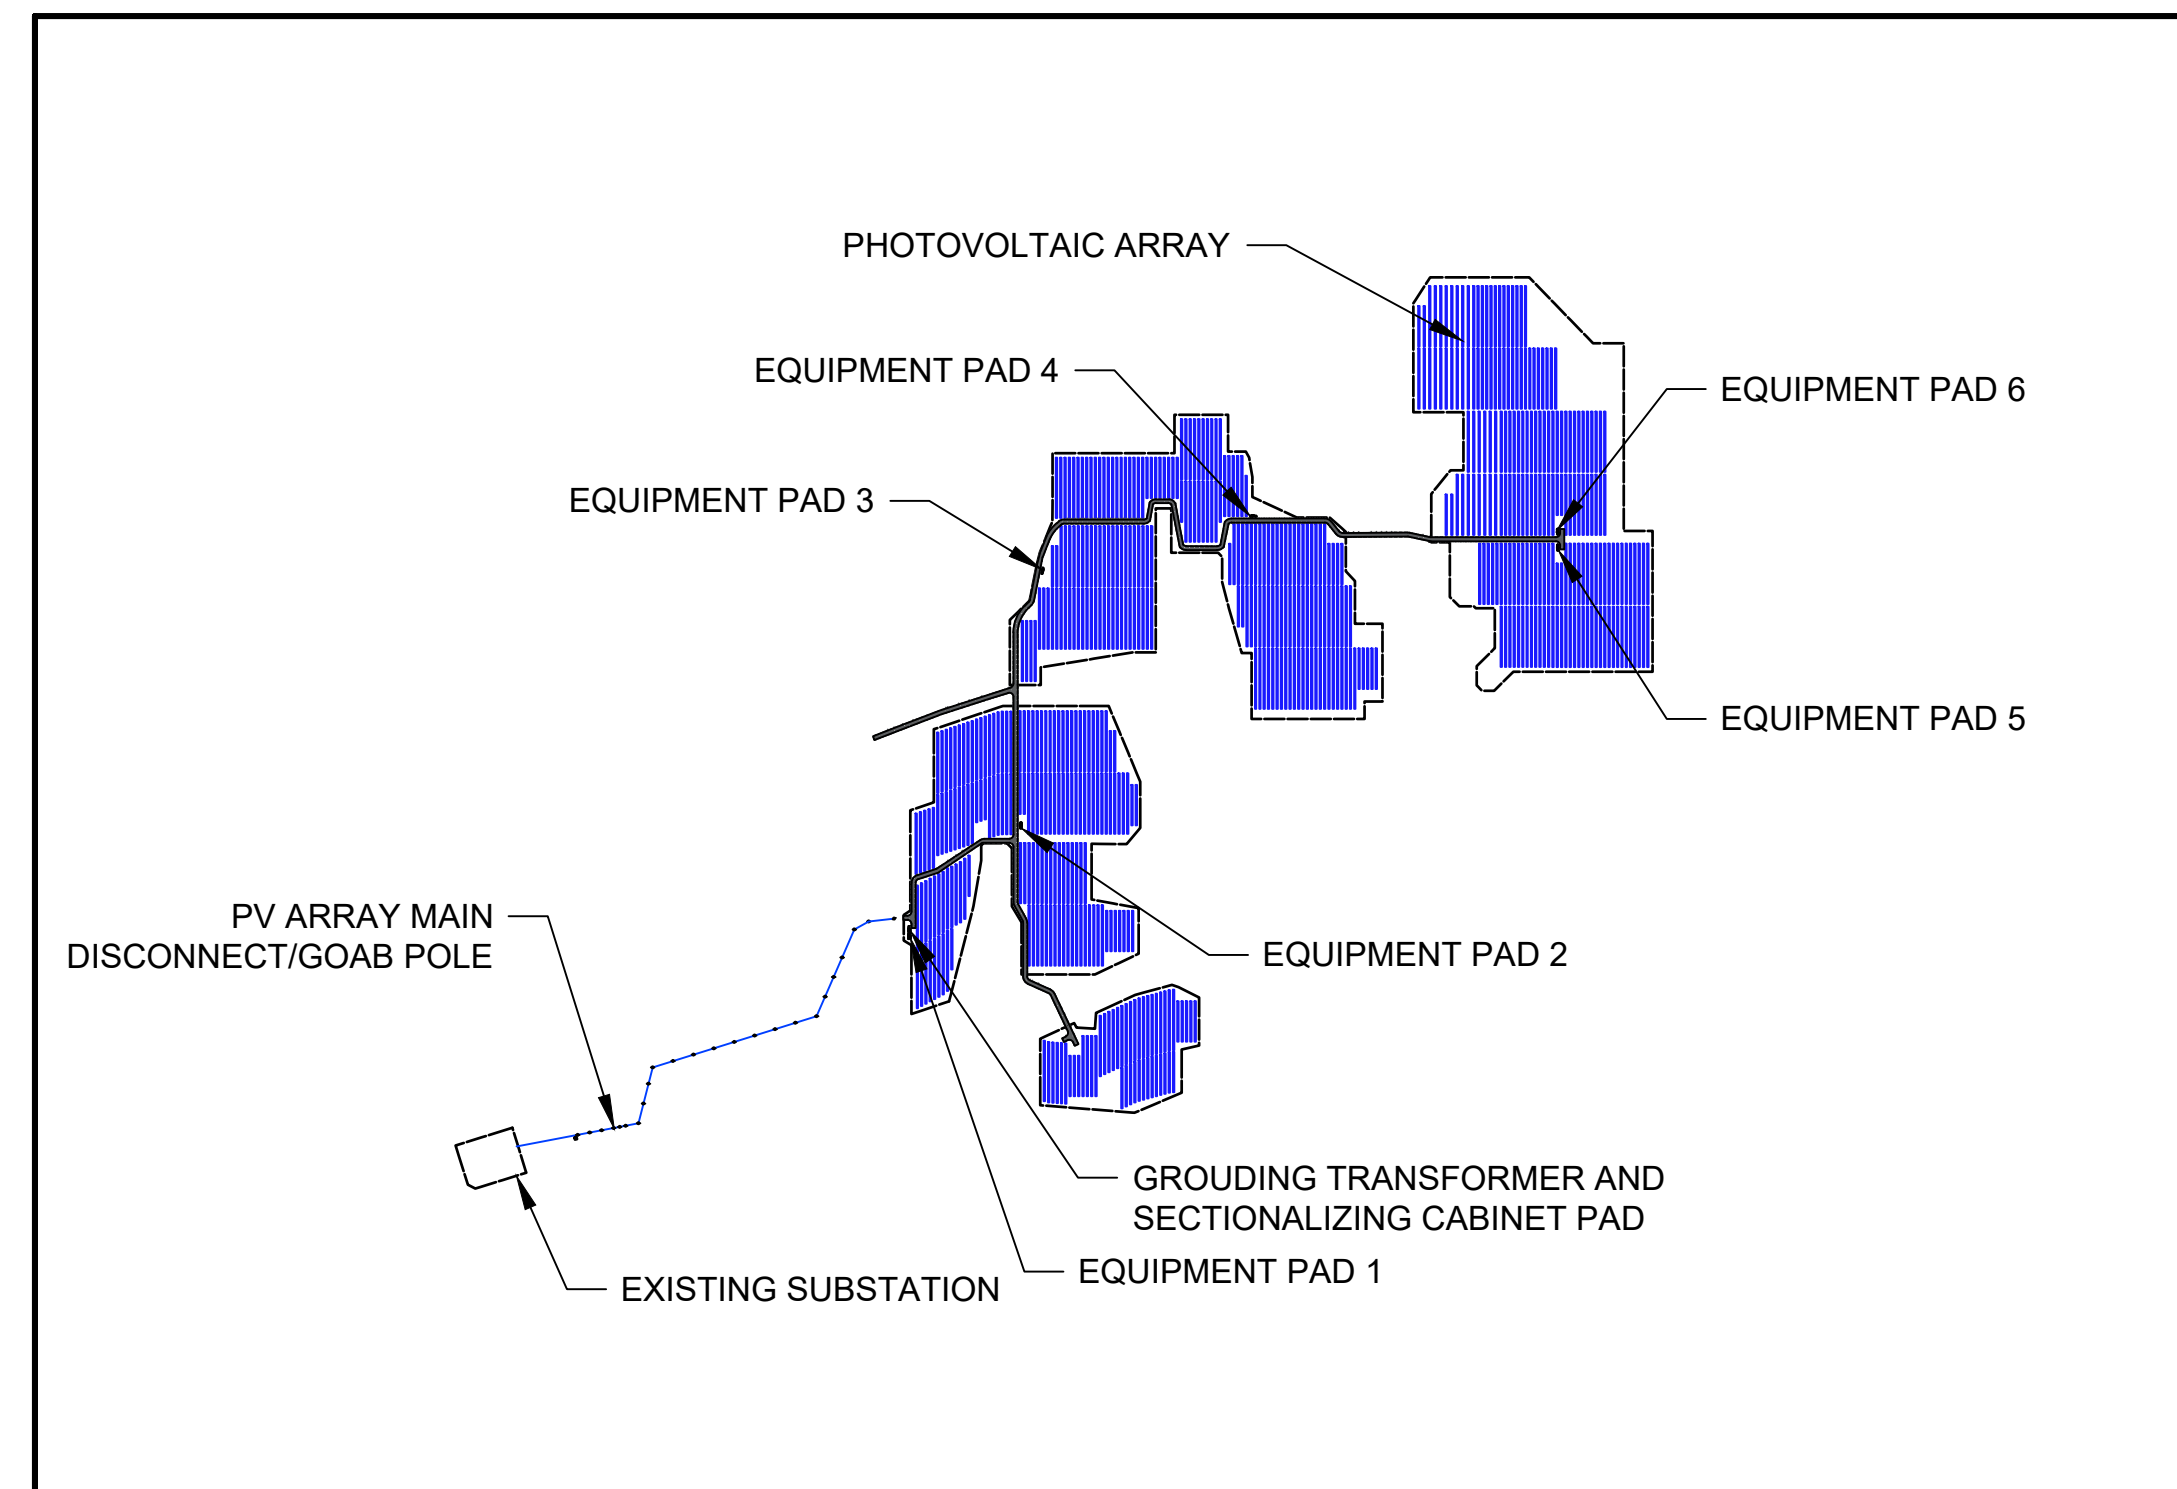 PHOTOVOLTAIC ARRAY
EQUIPMENT PAD 4
EQUIPMENT PAD 6
EQUIPMENT PAD 3
EQUIPMENT PAD 5
PV ARRAY MAIN
DISCONNECT/GOAB POLE
EQUIPMENT PAD 2
GROUDING TRANSFORMER AND
SECTIONALIZING CABINET PAD
EQUIPMENT PAD 1
EXISTING SUBSTATION